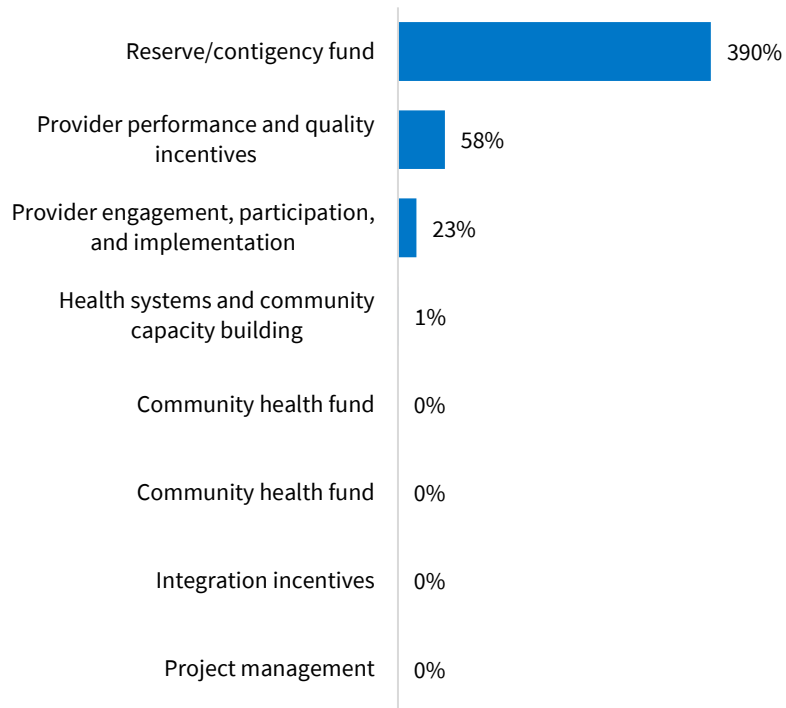 Reserve/contigency fund
390%
Provider performance and quality
incentives
58%
Provider engagement, participation,
and implementation
23%
Health systems and community
capacity building
1%
Community health fund
0%
Community health fund
0%
Integration incentives
0%
Project management
0%